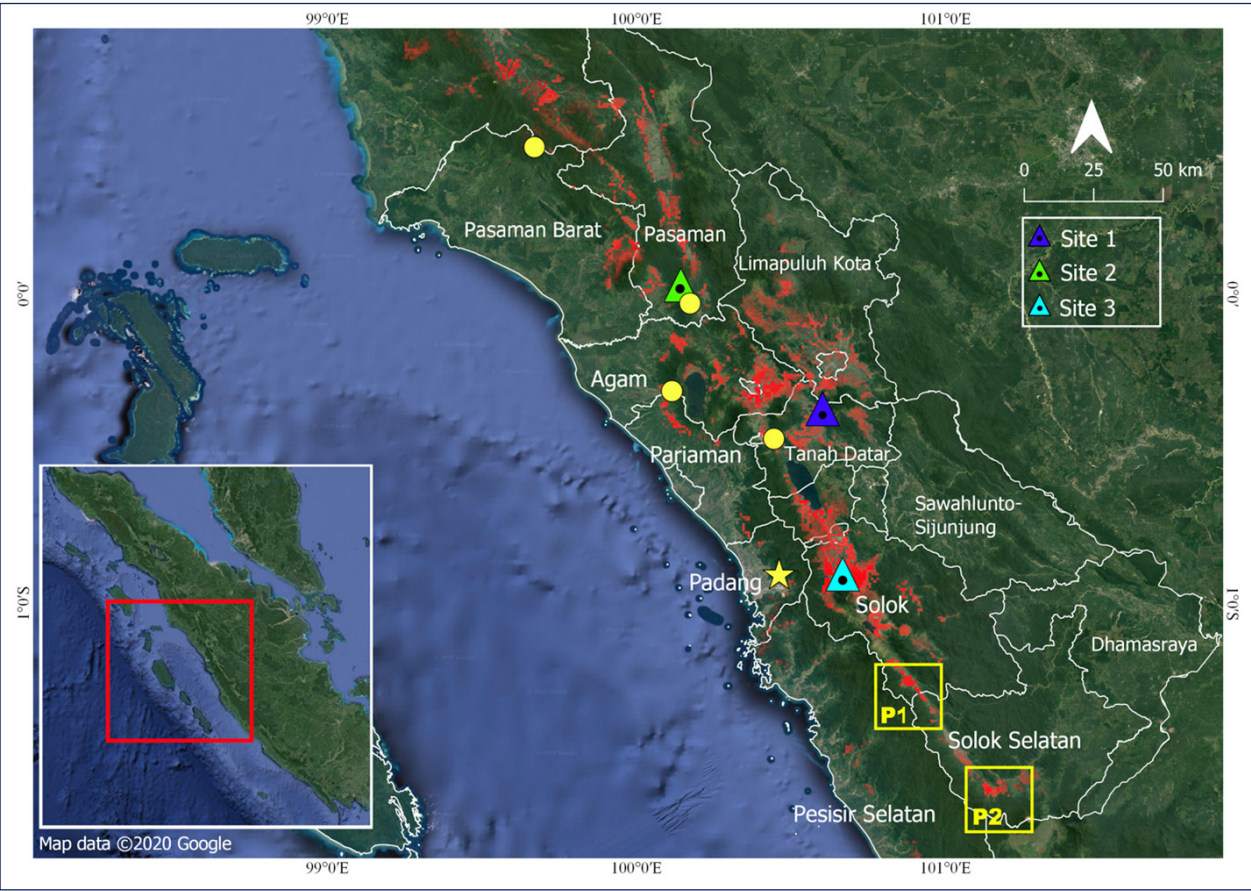 99°0'E 100°0'E 101°0'E
0 25 50 km
Pasaman Barat
Pasaman
Limapuluh Kota
Site 1
Site 2
Site 3
0°0'
0°0'
Agam
Pariaman
Tanah Datar
Sawahlunto-
Sijunjung
Padang
Solok
1°0'S
1°0'S
Dhamasraya
P1
Solok Selatan
Pesisir Selatan
P2
Map data ©2020 Google
99°0'E 100°0'E 101°0'E